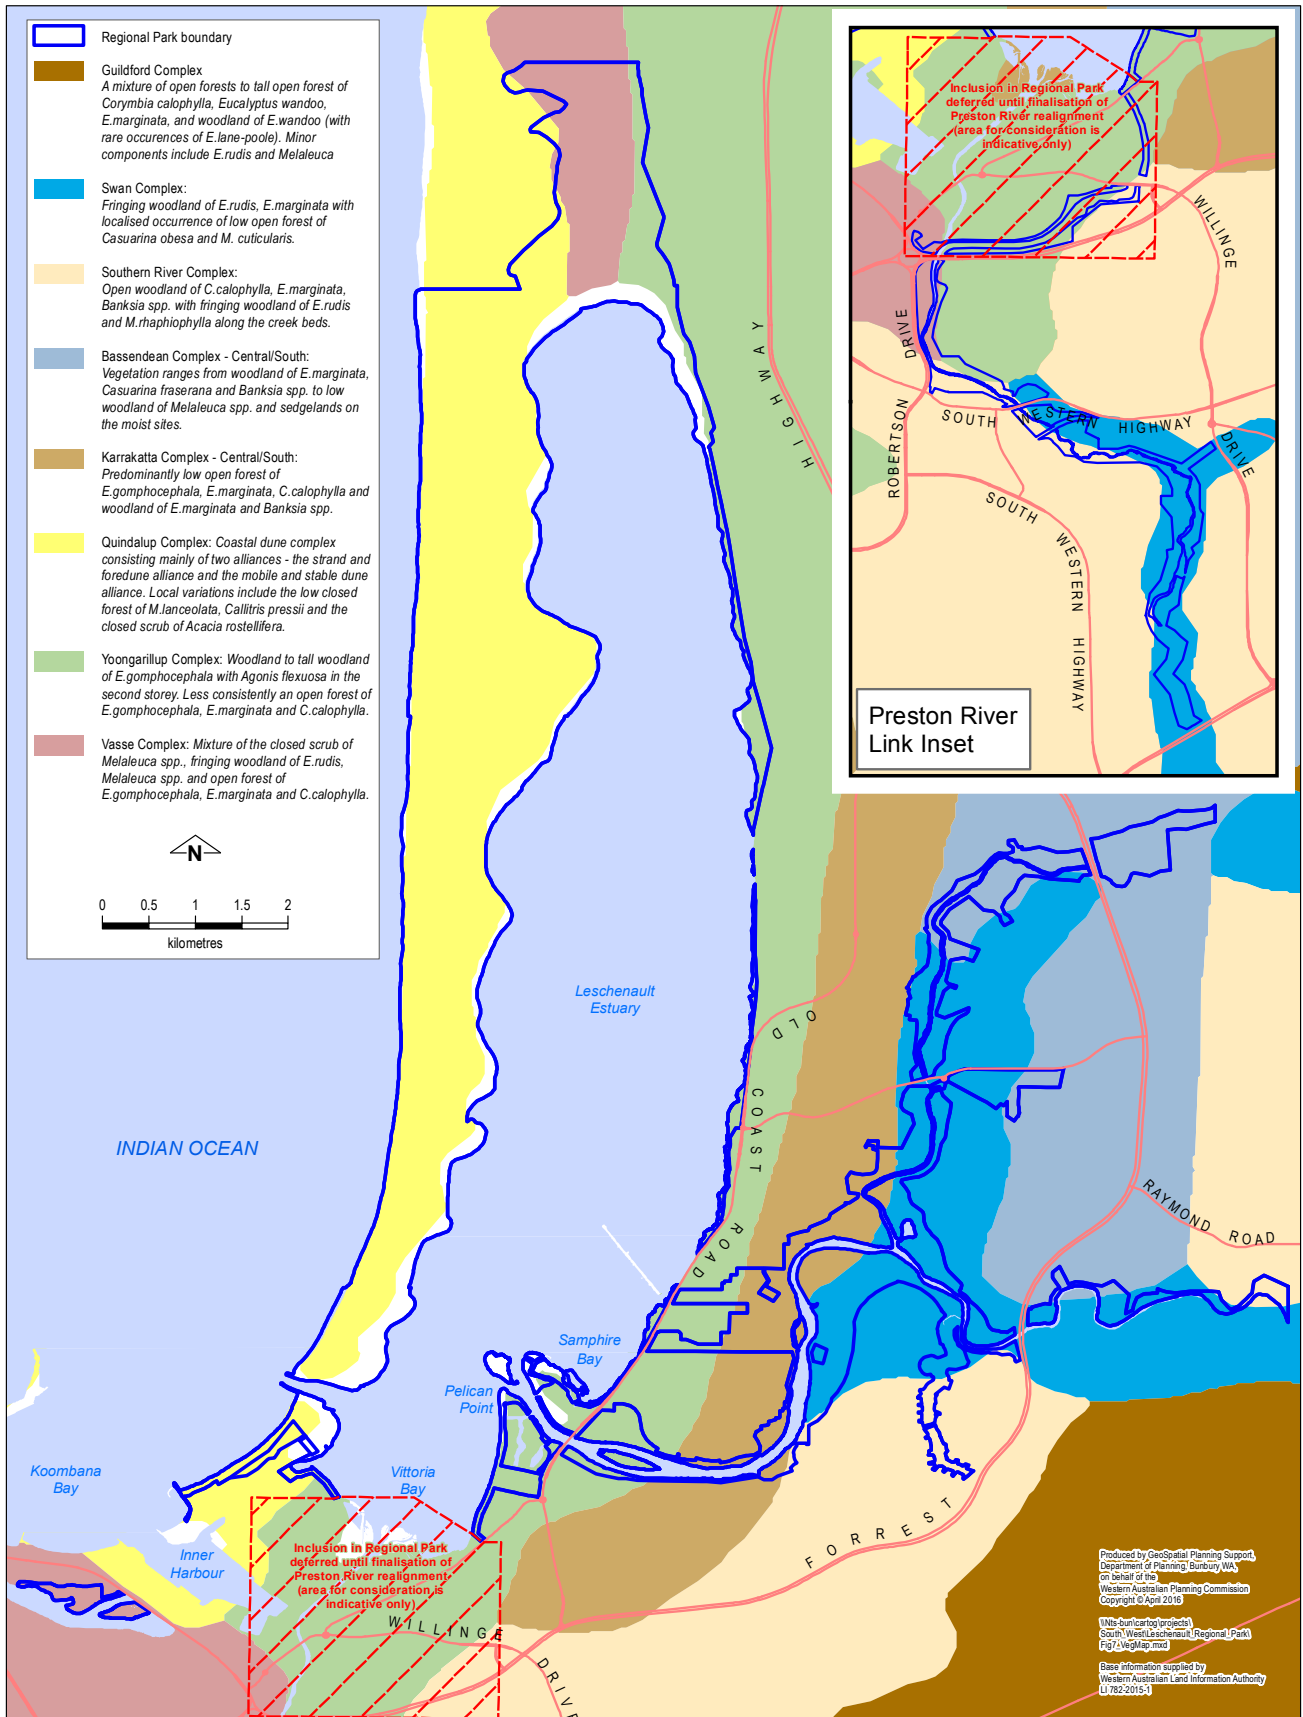 Regional Park boundary
Guildford Complex
A mixture of open forests to tall open forest of
Corymbia calophylla, Eucalyptus wandoo,
E.marginata, and woodland of E.wandoo (with
rare occurences of E.lane-poole). Minor
components include E.rudis and Melaleuca
Swan Complex:
Fringing woodland of E.rudis, E.marginata with
localised occurrence of low open forest of
Casuarina obesa and M. cuticularis.
Southern River Complex:
Open woodland of C.calophylla, E.marginata,
Banksia spp. with fringing woodland of E.rudis
and M.rhaphiophylla along the creek beds.
Bassendean Complex - Central/South:
Vegetation ranges from woodland of E.marginata,
Casuarina fraserana and Banksia spp. to low
woodland of Melaleuca spp. and sedgelands on
the moist sites.
Karrakatta Complex - Central/South:
Predominantly low open forest of
E.gomphocephala, E.marginata, C.calophylla and
woodland of E.marginata and Banksia spp.
Quindalup Complex: Coastal dune complex
consisting mainly of two alliances - the strand and
foredune alliance and the mobile and stable dune
alliance. Local variations include the low closed
forest of M.lanceolata, Callitris pressii and the
closed scrub of Acacia rostellifera.
Yoongarillup Complex: Woodland to tall woodland
of E.gomphocephala with Agonis flexuosa in the
second storey. Less consistently an open forest of
E.gomphocephala, E.marginata and C.calophylla.
Vasse Complex: Mixture of the closed scrub of
Melaleuca spp., fringing woodland of E.rudis,
Melaleuca spp. and open forest of
E.gomphocephala, E.marginata and C.calophylla.
N
0 0.5 1 1.5 2
kilometres
Inclusion in Regional Park
deferred until finalisation of
Preston River realignment
(area for consideration is
indicative only)
WILLINGE
DRIVE
ROBERTSON
DRIVE
SOUTH WESTERN HIGHWAY
SOUTH WESTERN HIGHWAY
Preston River
Link Inset
HIGHWAY
OLD
COAST
ROAD
Leschenault
Estuary
INDIAN OCEAN
RAYMOND ROAD
Samphire
Bay
Pelican
Point
Koombana
Bay
Vittoria
Bay
Inner
Harbour
FORREST
Inclusion in Regional Park
deferred until finalisation of
Preston River realignment
(area for consideration is
indicative only)
WILLINGE
DRIVE
Produced by GeoSpatial Planning Support,
Department of Planning, Bunbury WA,
on behalf of the
Western Australian Planning Commission
Copyright © April 2016
\\Nts-bun\cartog\projects\
South_West\Leschenault_Regional_Park\
Fig7_VegMap.mxd
Base information supplied by
Western Australian Land Information Authority
LI 782-2015-1